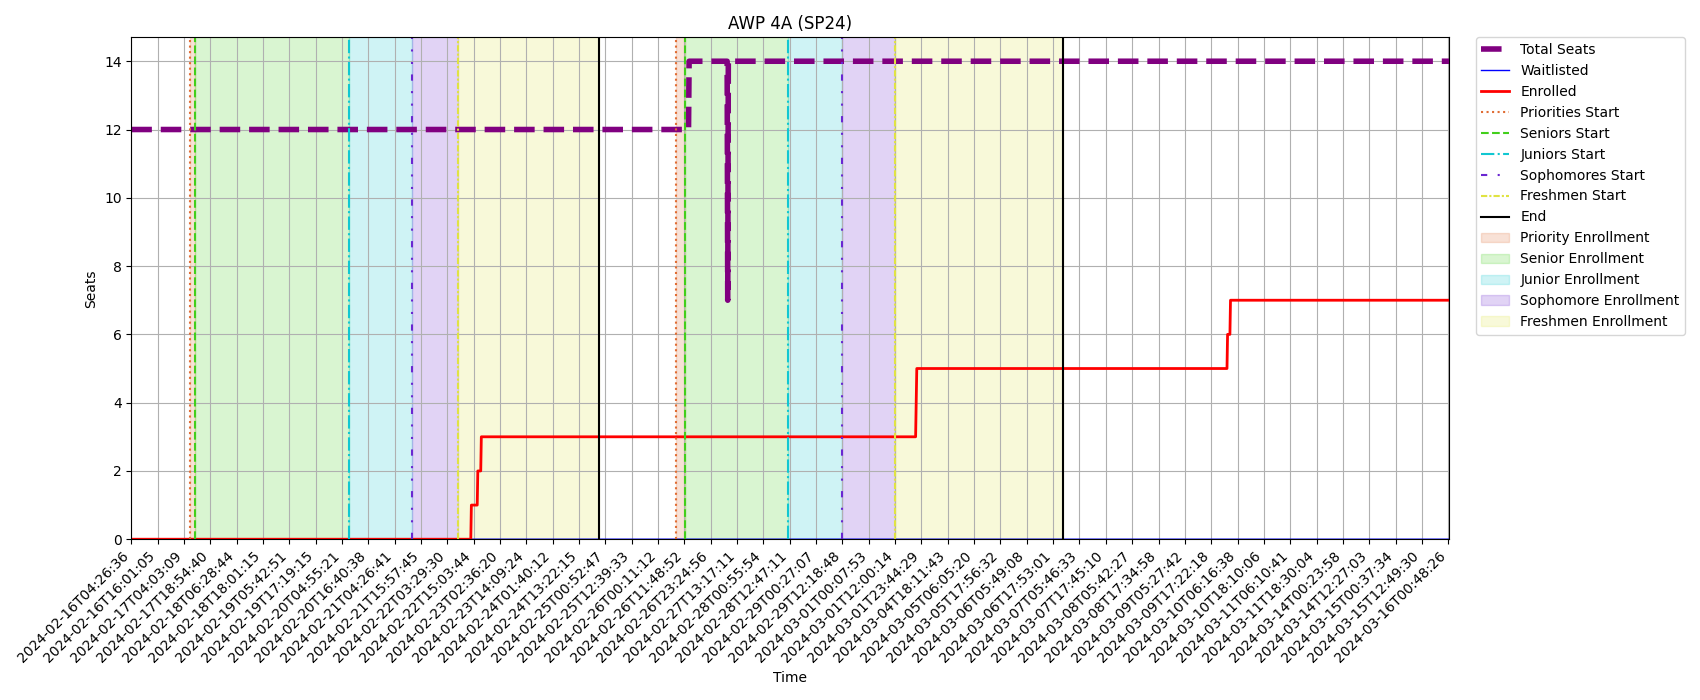 AWP 4A (SP24)
14
12
10
8
6
4
2
0
Seats
2024-02-16T04:26:36
2024-02-16T16:01:05
2024-02-17T04:03:09
2024-02-17T18:54:40
2024-02-18T06:28:44
2024-02-18T18:01:15
2024-02-19T05:42:51
2024-02-19T17:19:15
2024-02-20T04:55:21
2024-02-20T16:40:38
2024-02-21T04:26:41
2024-02-21T15:57:45
2024-02-22T03:29:30
2024-02-22T15:03:44
2024-02-23T02:36:20
2024-02-23T14:09:24
2024-02-24T01:40:12
2024-02-24T13:22:15
2024-02-25T00:52:47
2024-02-25T12:39:33
2024-02-26T00:11:12
2024-02-26T11:48:52
2024-02-26T23:24:56
2024-02-27T13:17:11
2024-02-28T00:55:54
2024-02-28T12:47:11
2024-02-29T00:27:07
2024-02-29T12:18:48
2024-03-01T00:07:53
2024-03-01T12:00:14
2024-03-01T23:44:29
2024-03-04T18:11:43
2024-03-05T06:05:20
2024-03-05T17:56:32
2024-03-06T05:49:08
2024-03-06T17:53:01
2024-03-07T05:46:33
2024-03-07T17:45:10
2024-03-08T05:42:27
2024-03-08T17:34:58
2024-03-09T05:27:42
2024-03-09T17:22:18
2024-03-10T06:16:38
2024-03-10T18:10:06
2024-03-11T06:10:41
2024-03-11T18:30:04
2024-03-14T00:23:58
2024-03-14T12:27:03
2024-03-15T00:37:34
2024-03-15T12:49:30
2024-03-16T00:48:26
Time
Total Seats
Waitlisted
Enrolled
Priorities Start
Seniors Start
Juniors Start
Sophomores Start
Freshmen Start
End
Priority Enrollment
Senior Enrollment
Junior Enrollment
Sophomore Enrollment
Freshmen Enrollment